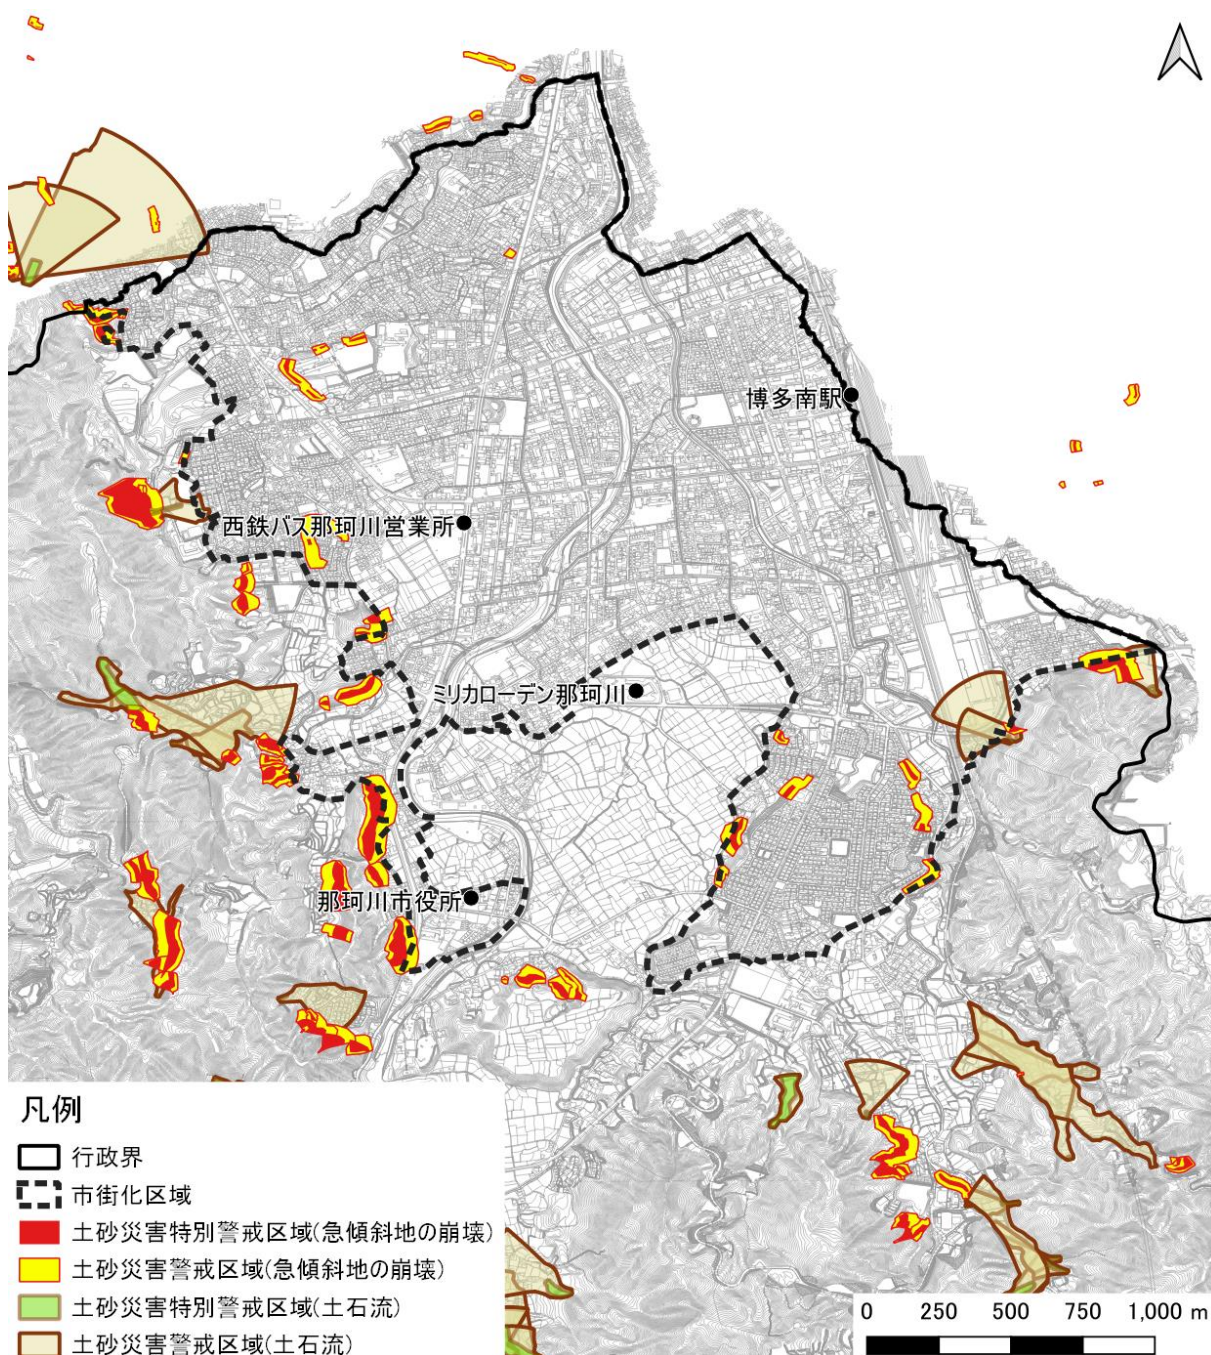 博多南駅
西鉄バス那珂川営業所
ミリカローデン那珂川
那珂川市役所
凡例
行政界
市街化区域
土砂災害特別警戒区域(急傾斜地の崩壊)
土砂災害警戒区域(急傾斜地の崩壊)
土砂災害特別警戒区域(土石流)
土砂災害警戒区域(土石流)
0 250 500 750 1,000 m